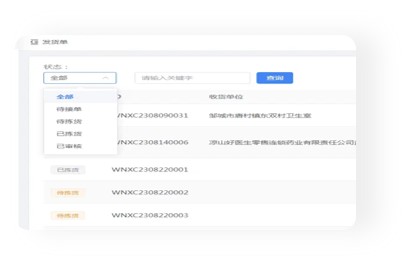 发货单
状态：
全部
请输入关键字
查询
全部
收货单位
待接单
WNXC2308090031
邹城市唐村镇东双村卫生室
待拣货
已拣货
WNXC2308140006
凉山好医生零售连锁药业有限责任公司
已审核
已拣货
WNXC2308220001
待拣货
WNXC2308220002
待拣货
WNXC2308220003